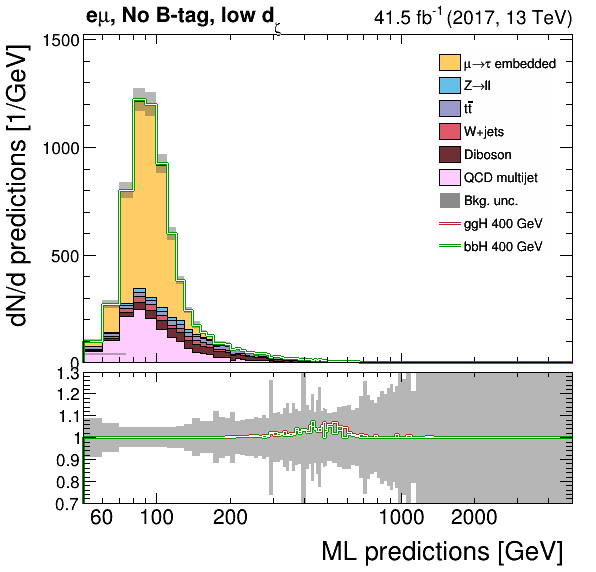 eμ, No B-tag, low dζ
41.5 fb⁻¹ (2017, 13 TeV)
dN/d predictions [1/GeV]
1500
1000
500
0
μ→τ embedded
Z→ll
tt̄
W+jets
Diboson
QCD multijet
Bkg. unc.
ggH 400 GeV
bbH 400 GeV
1.3
1.2
1.1
1
0.9
0.8
0.7
60 100 200 1000 2000
ML predictions [GeV]